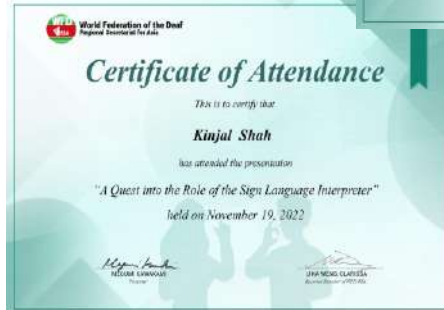 World Federation of the Deaf
Regional Secretariat for Asia
Certificate of Attendance
This is to certify that
Kinjal Shah
has attended the presentation
"A Quest into the Role of the Sign Language Interpreter"
held on November 19, 2022